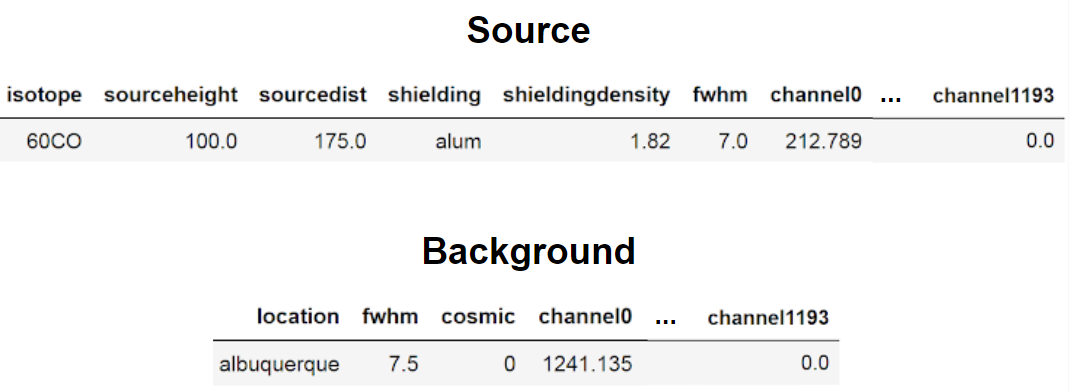 Source
isotope sourceheight sourcedist shielding shieldingdensity fwhm channel0 ... channel1193
60CO 100.0 175.0 alum 1.82 7.0 212.789 0.0
Background
location fwhm cosmic channel0 ... channel1193
albuquerque 7.5 0 1241.135 0.0